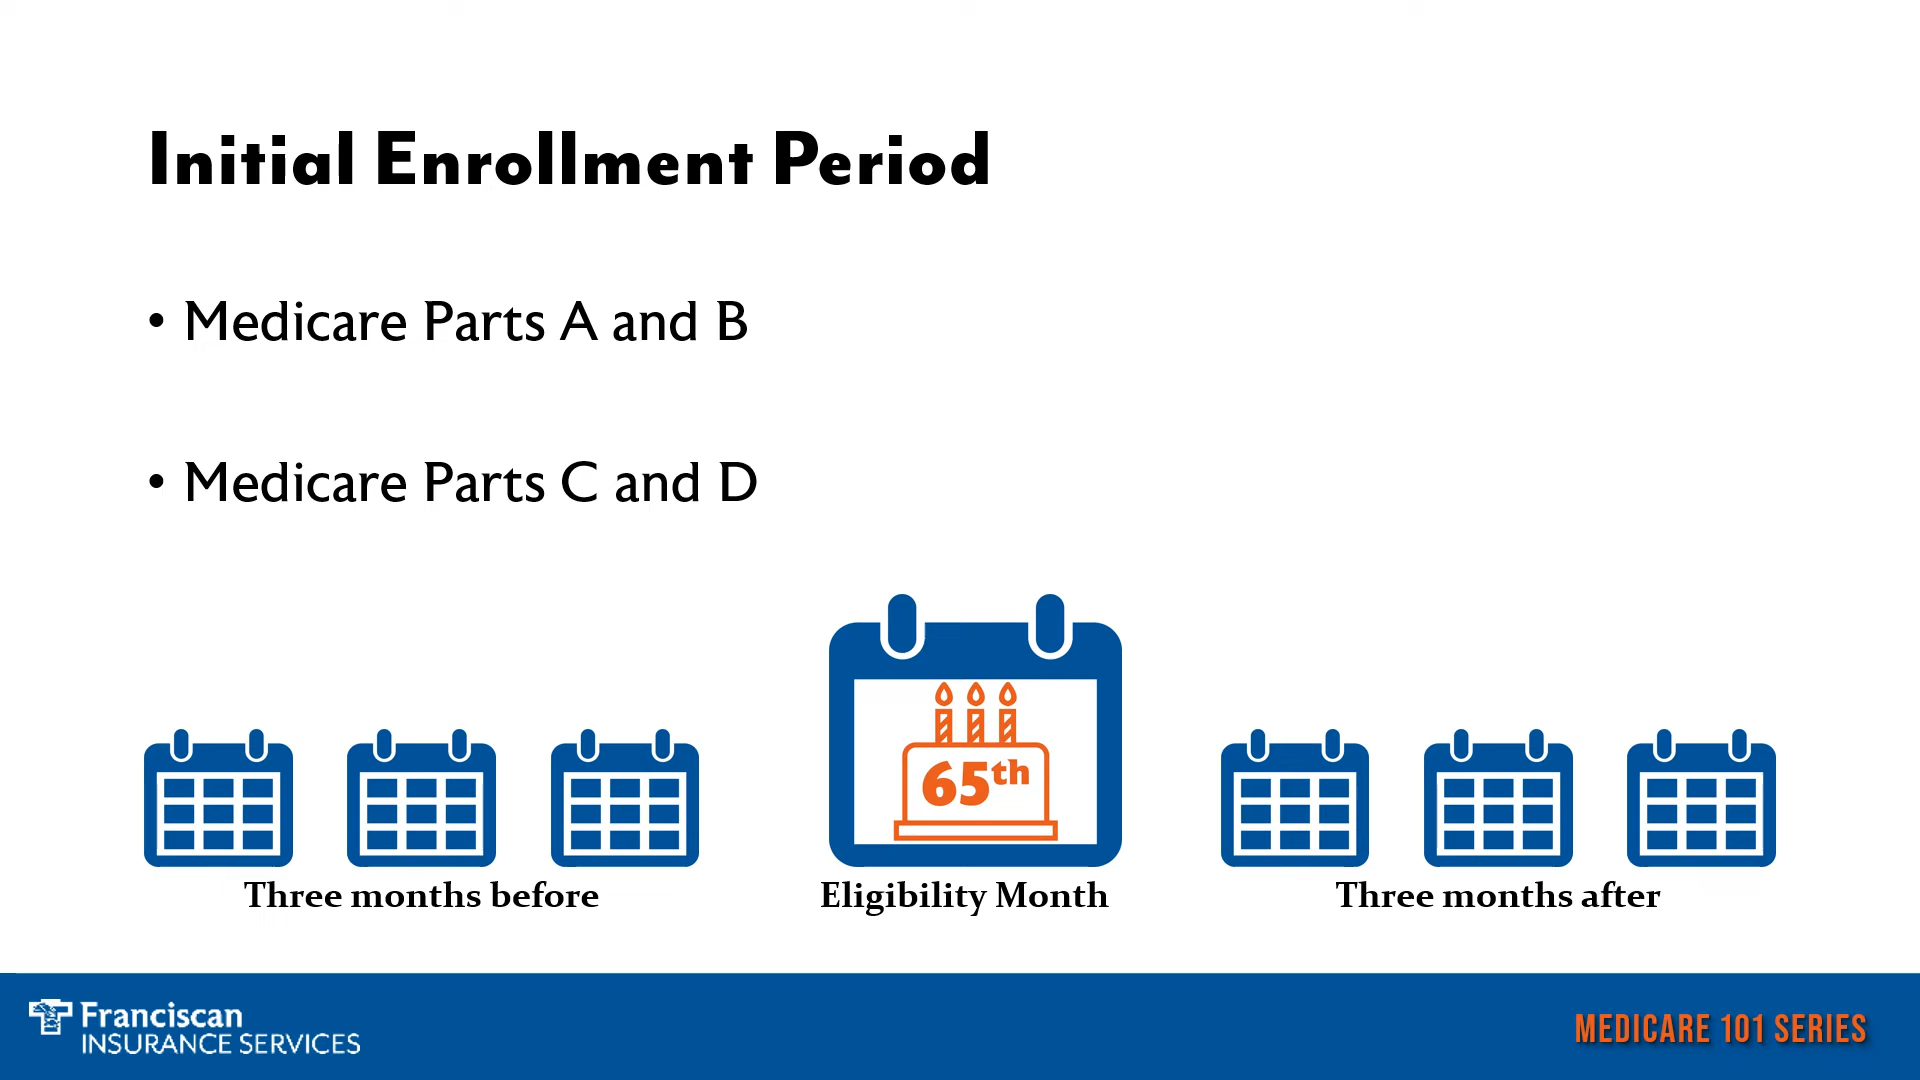 Initial Enrollment Period
• Medicare Parts A and B
• Medicare Parts C and D
65th
Three months before
Eligibility Month
Three months after
Franciscan
INSURANCE SERVICES
MEDICARE 101 SERIES